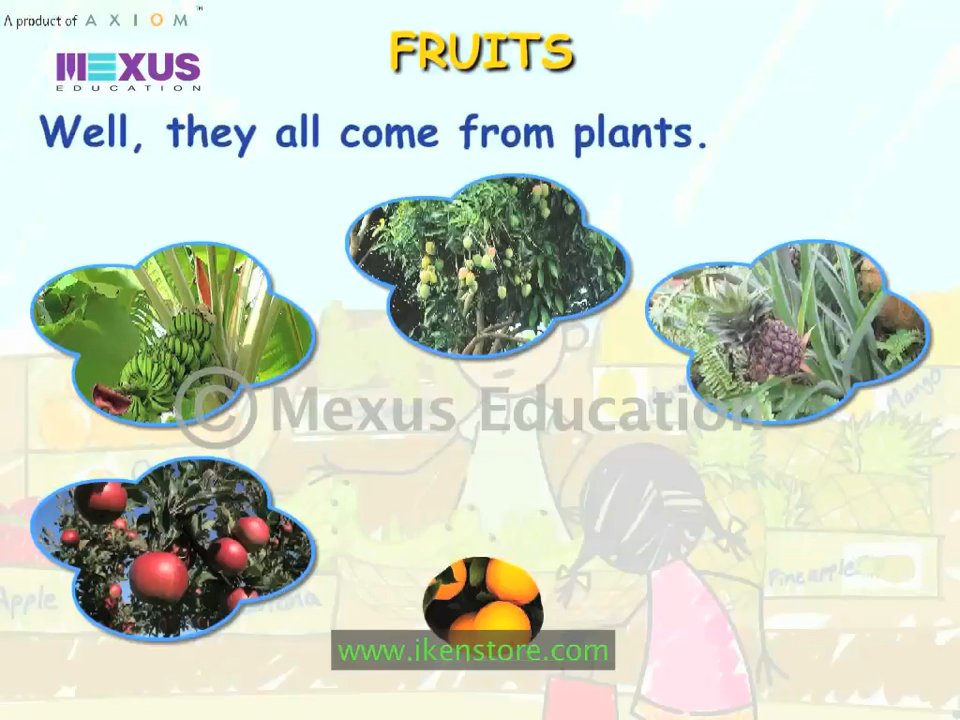 A product of AXIOM™
MEXUS
EDUCATION
FRUITS
Well, they all come from plants.
© Mexus Education
Mango
Apple
Pineapple
www.ikenstore.com